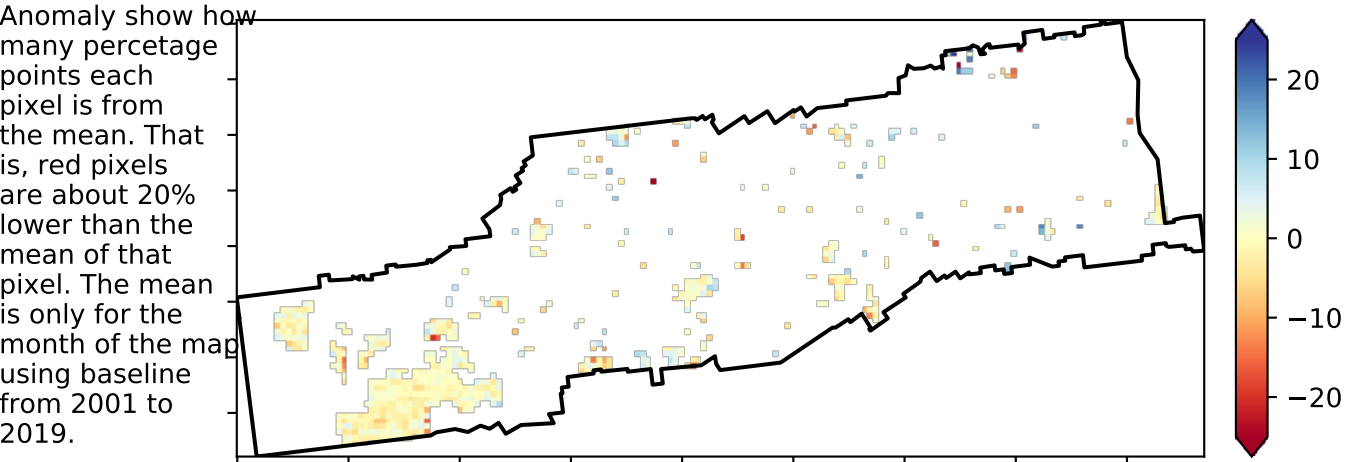 Anomaly show how
many percetage
points each
pixel is from
the mean. That
is, red pixels
are about 20%
lower than the
mean of that
pixel. The mean
is only for the
month of the map
using baseline
from 2001 to
2019.
20
10
0
−10
−20